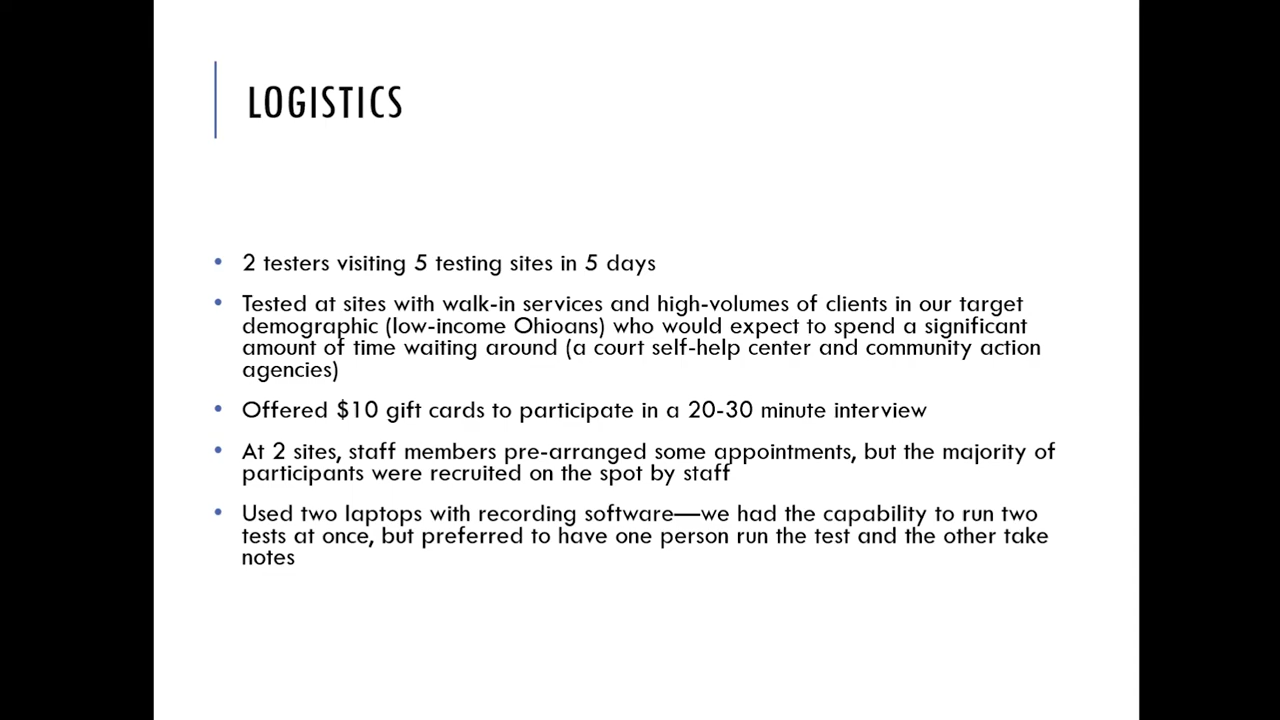 LOGISTICS
• 2 testers visiting 5 testing sites in 5 days
• Tested at sites with walk-in services and high-volumes of clients in our target
demographic (low-income Ohioans) who would expect to spend a significant
amount of time waiting around (a court self-help center and community action
agencies)
• Offered $10 gift cards to participate in a 20-30 minute interview
• At 2 sites, staff members pre-arranged some appointments, but the majority of
participants were recruited on the spot by staff
• Used two laptops with recording software—we had the capability to run two
tests at once, but preferred to have one person run the test and the other take
notes